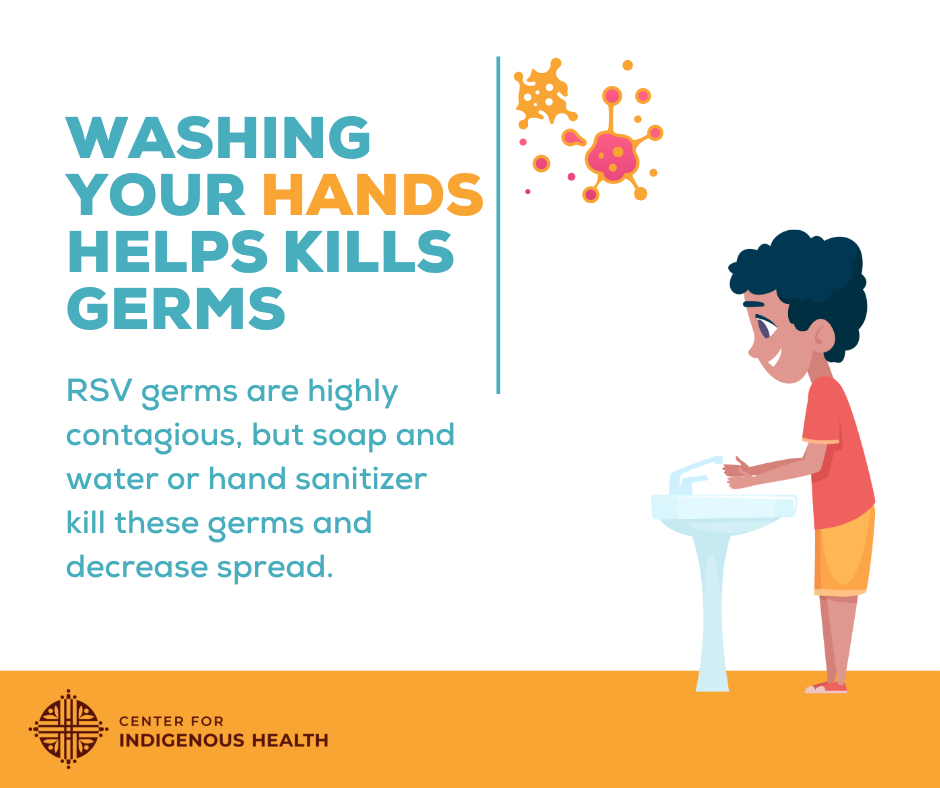 WASHING
YOUR HANDS
HELPS KILLS
GERMS
RSV germs are highly
contagious, but soap and
water or hand sanitizer
kill these germs and
decrease spread.
CENTER FOR
INDIGENOUS HEALTH